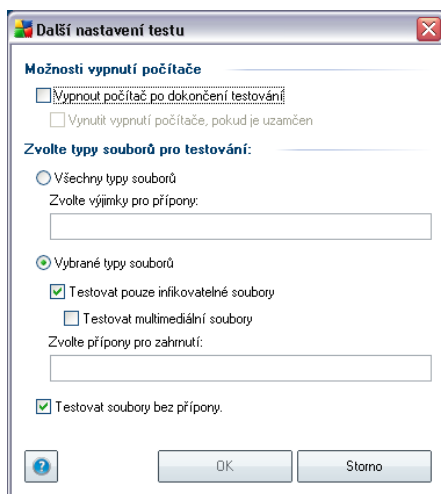 Další nastavení testu
Možnosti vypnutí počítače
Vypnout počítač po dokončení testování
Vynutit vypnutí počítače, pokud je uzamčen
Zvolte typy souborů pro testování:
Všechny typy souborů
Zvolte výjimky pro přípony:
Vybrané typy souborů
Testovat pouze infikovatelné soubory
Testovat multimediální soubory
Zvolte přípony pro zahrnutí:
Testovat soubory bez přípony.
?
OK
Storno